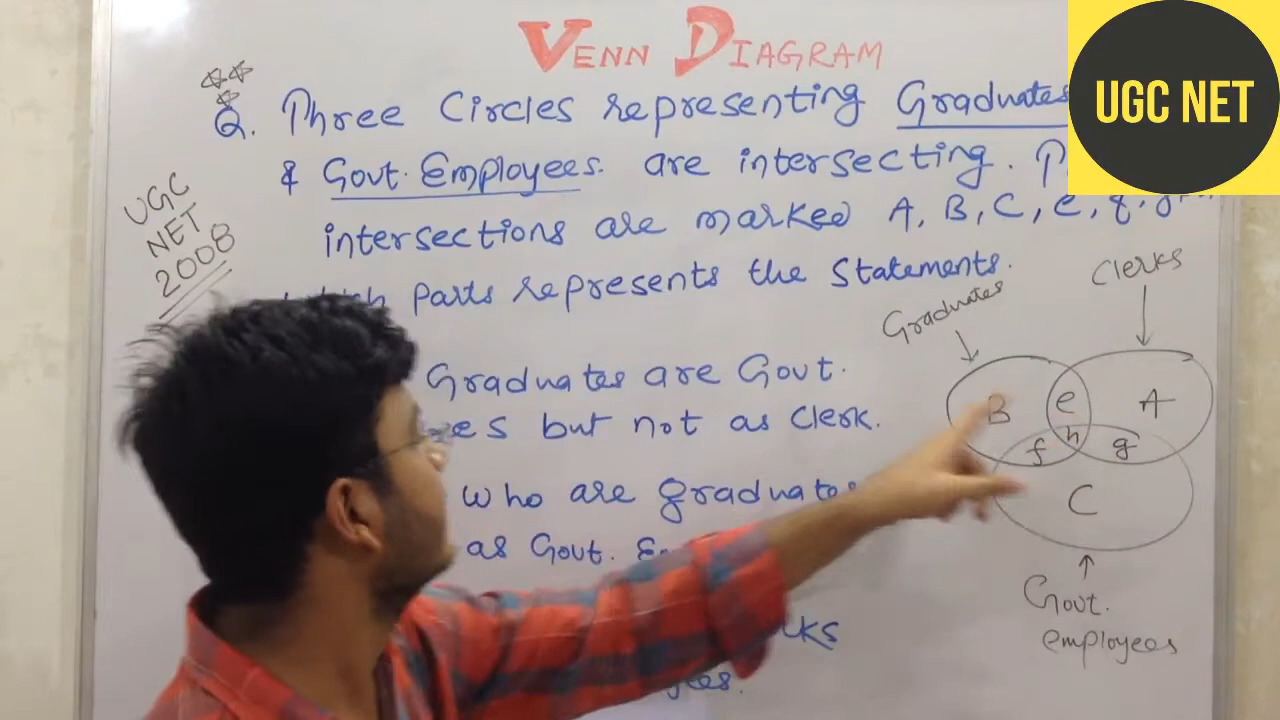 VENN DIAGRAM
UGC NET
Q. Three Circles representing Graduates
& Govt. Employees. are intersecting.
intersections are marked A, B, C, e, f, g
parts represents the Statements.
UGC
NET
2008
Graduates are Govt.
but not as Clerk.
who are graduates
as Govt.
Graduates
Clerks
B
e
A
f
h
g
C
Govt.
employees